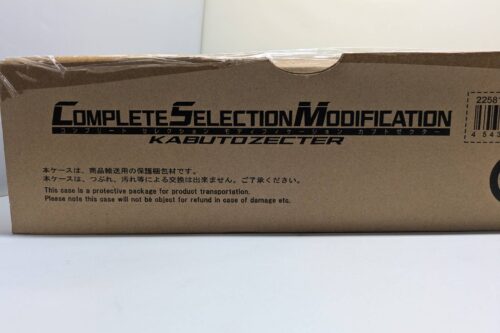 COMPLETE SELECTION MODIFICATION
コンプリート セレクション モディフィケーション カブトゼクター
KABUTOZECTER
本ケースは、商品輸送用の保護梱包材です。
本ケースは、つぶれ、汚れ等による交換は出来ません。ご了承ください。
This case is a protective package for product transportation.
Please note this case will not be object for refund in case of damage etc.
2258
4 543